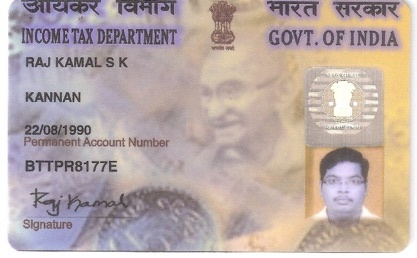 आयकर विभाग भारत सरकार
INCOME TAX DEPARTMENT GOVT. OF INDIA
RAJ KAMAL S K
KANNAN
22/08/1990
Permanent Account Number
BTTPR8177E
Raj Kamal
Signature